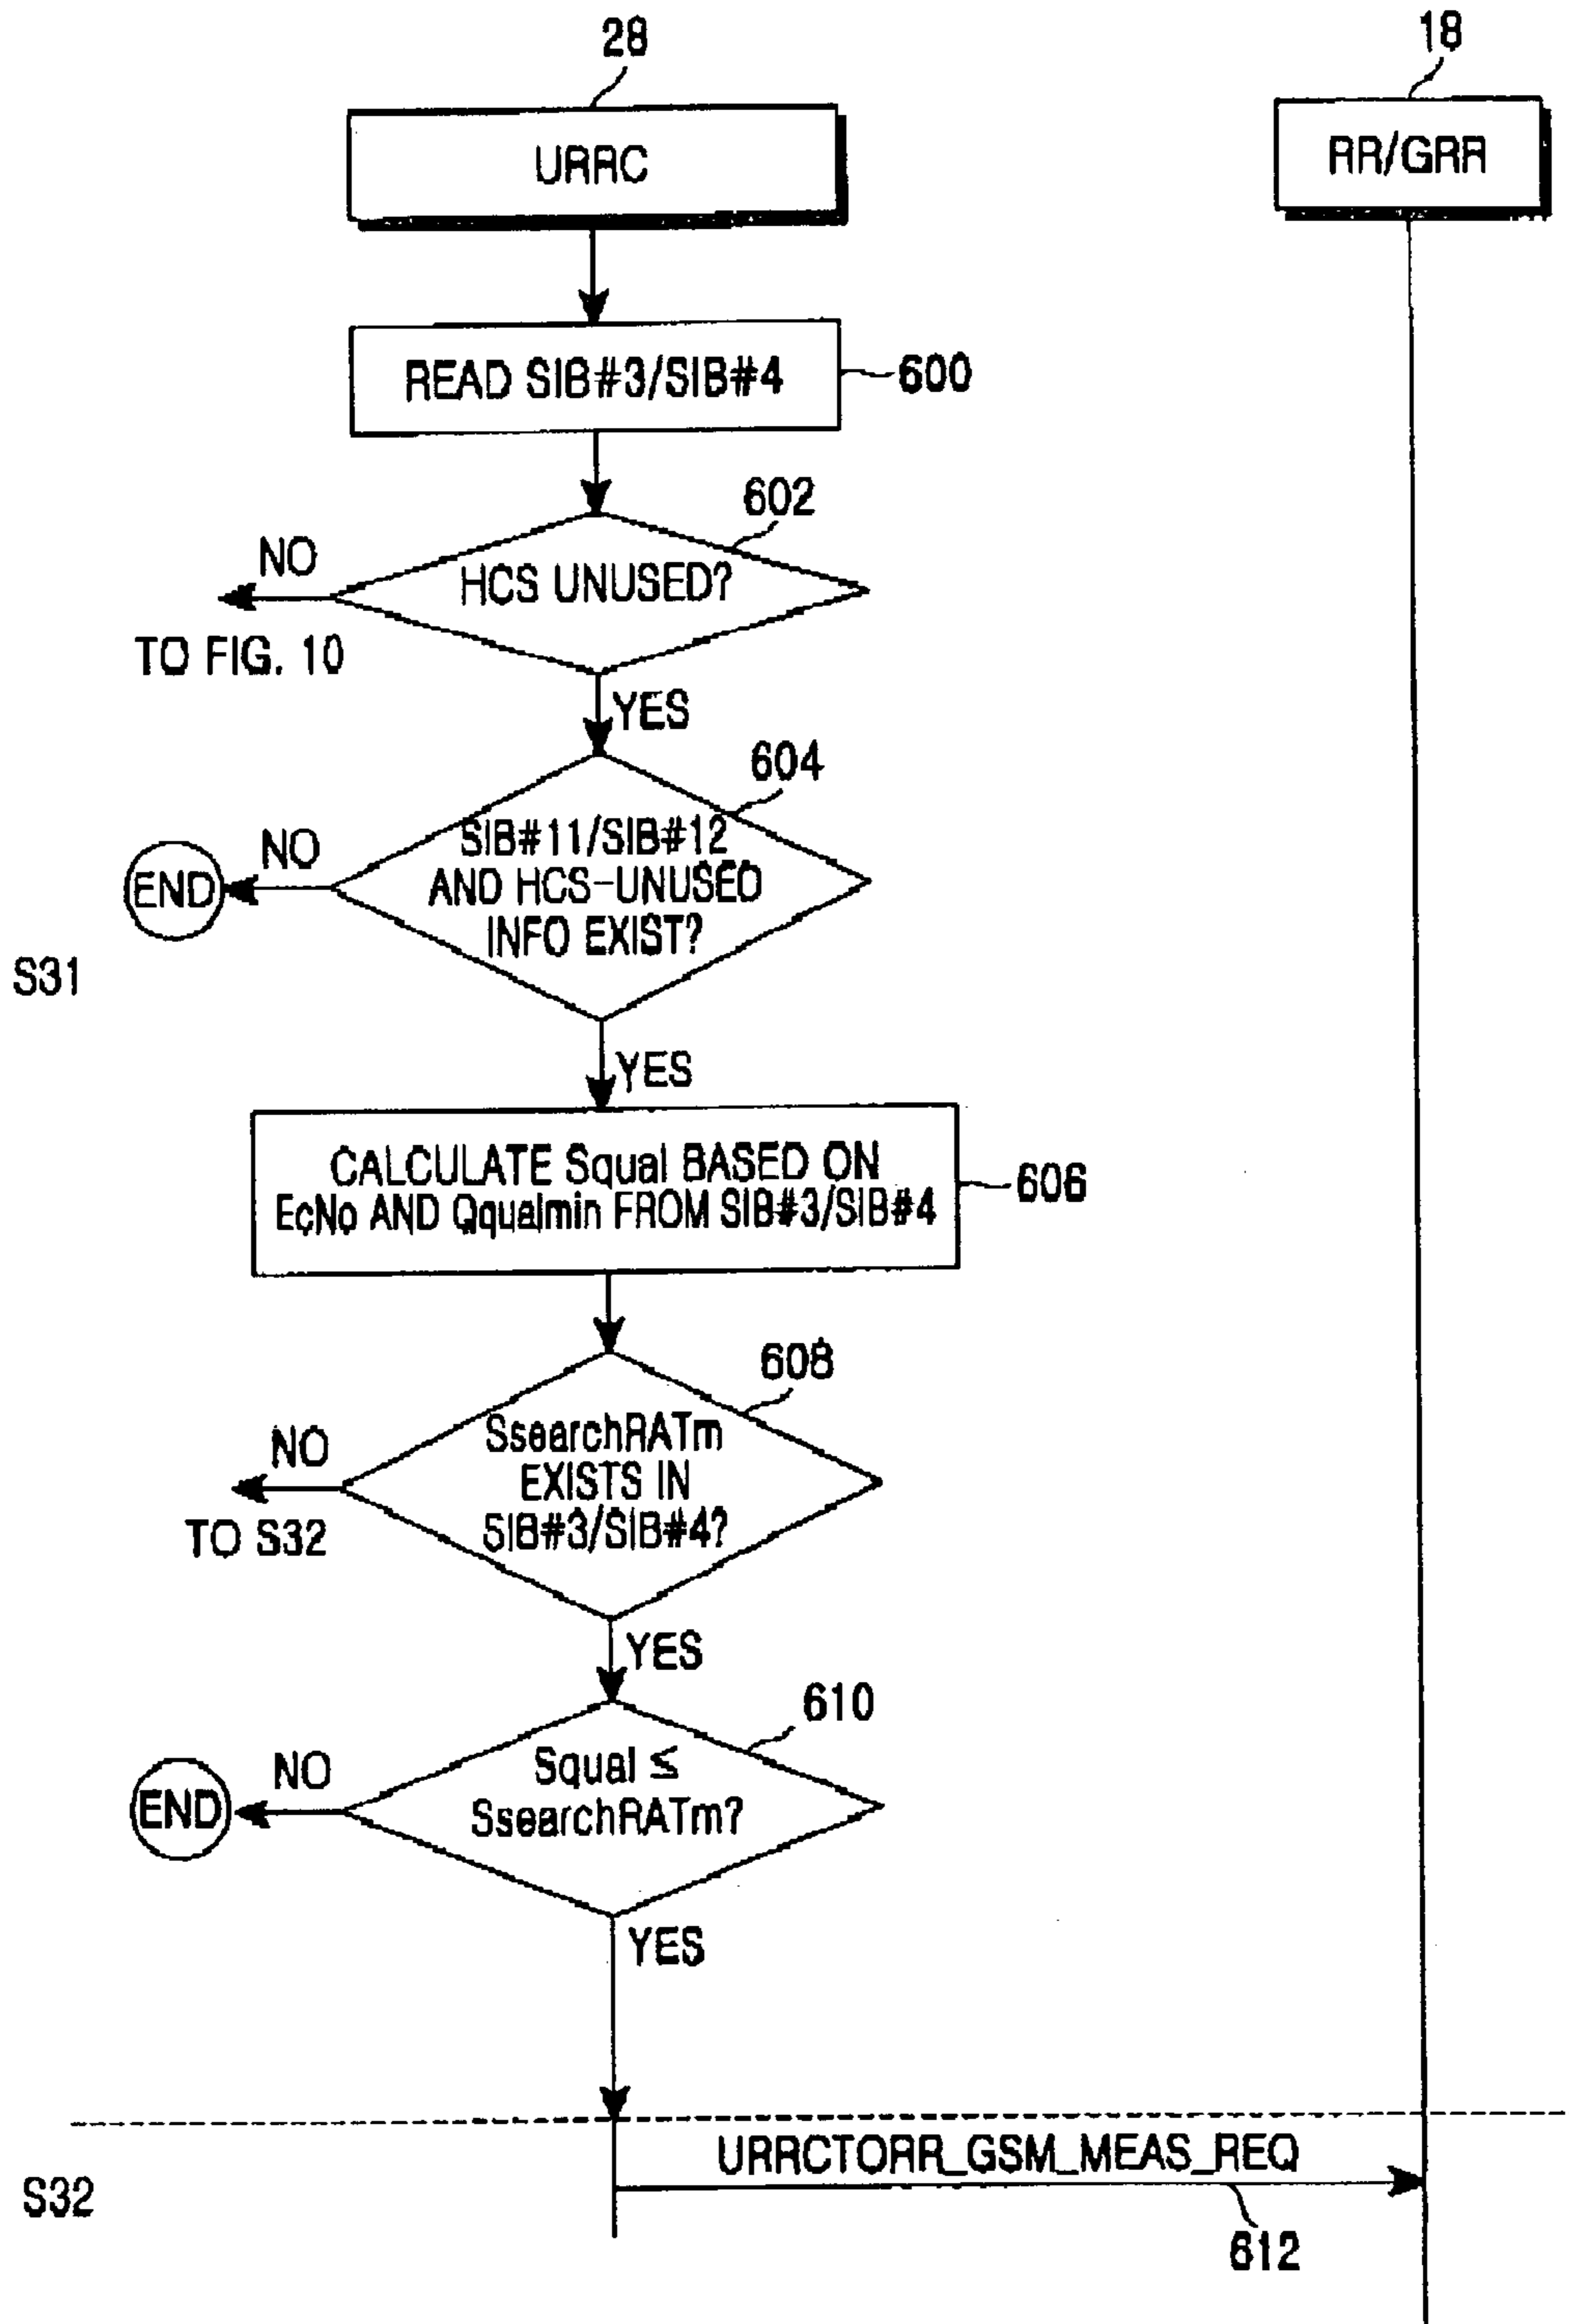 28
18
URRC
RR/GRR
READ SIB#3/SIB#4
600
602
NO
HCS UNUSED?
TO FIG. 10
YES
604
NO
END
SIB#11/SIB#12
AND HCS-UNUSED
INFO EXIST?
S31
YES
CALCULATE Squal BASED ON
EcNo AND Qqualmin FROM SIB#3/SIB#4
606
608
NO
SsearchRATm
EXISTS IN
SIB#3/SIB#4?
TO S32
YES
610
NO
END
Squal ≤
SsearchRATm?
YES
URRCTORR_GSM_MEAS_REQ
S32
612